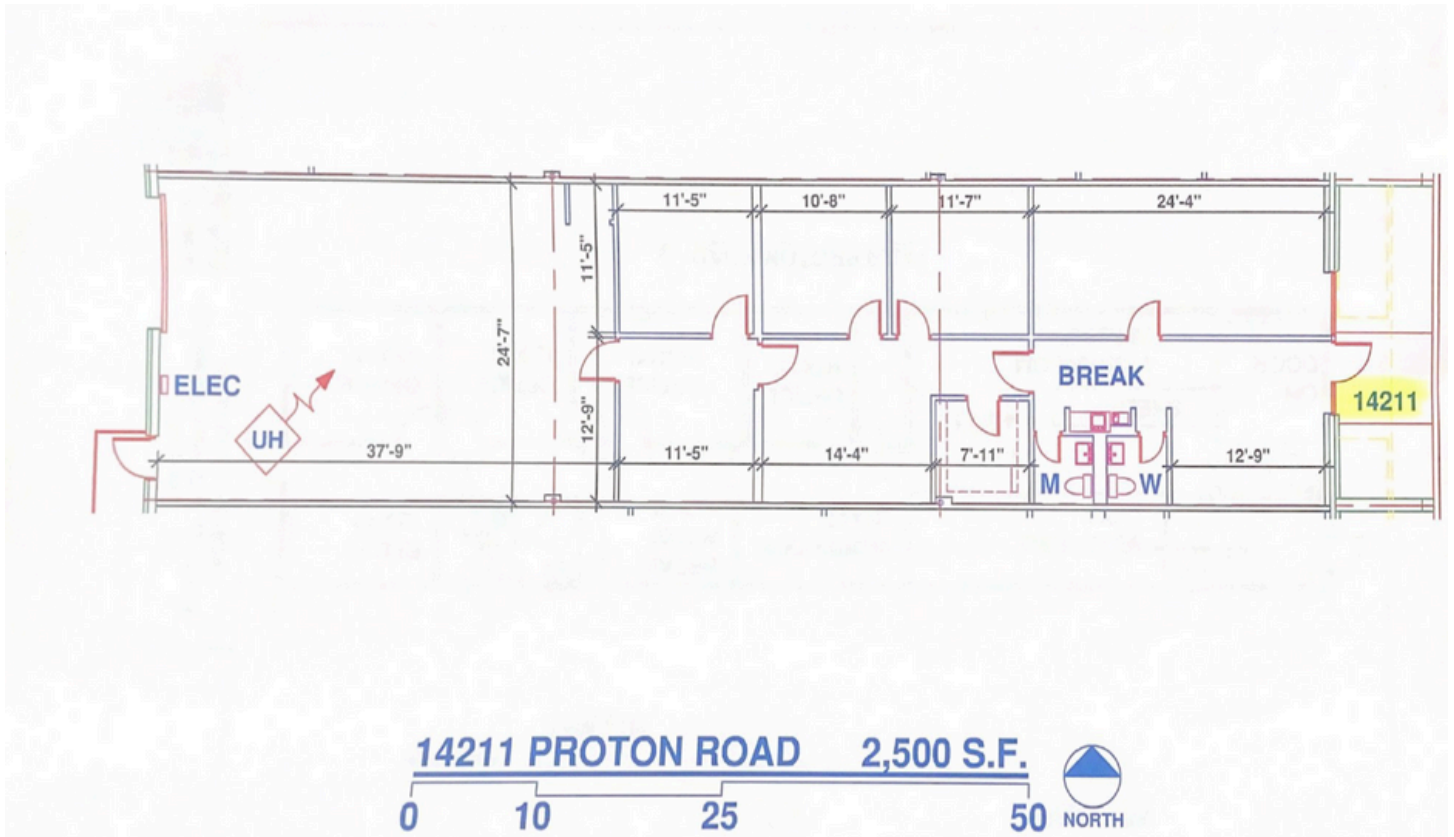 11'-5"
10'-8"
11'-7"
24'-4"
11'-5"
24'-7"
12'-9"
ELEC
UH
BREAK
14211
37'-9"
11'-5"
14'-4"
7'-11"
12'-9"
M
W
14211 PROTON ROAD 2,500 S.F.
0 10 25 50
NORTH